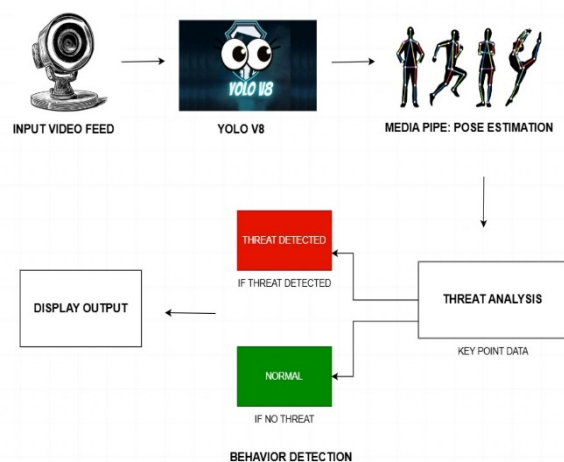 YOLO V8
INPUT VIDEO FEED
YOLO V8
MEDIA PIPE: POSE ESTIMATION
THREAT DETECTED
IF THREAT DETECTED
DISPLAY OUTPUT
THREAT ANALYSIS
KEY POINT DATA
NORMAL
IF NO THREAT
BEHAVIOR DETECTION